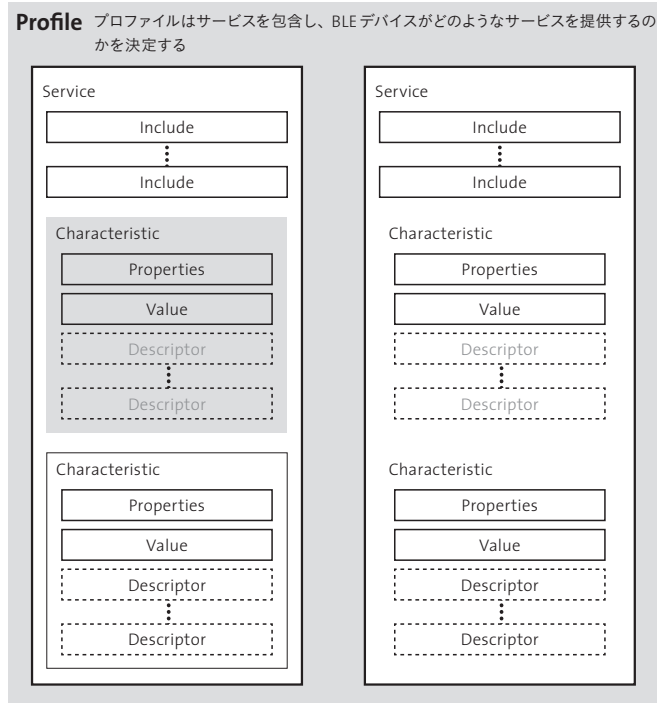 Profile プロファイルはサービスを包含し、BLEデバイスがどのようなサービスを提供するの
かを決定する
Service
Include
Include
Characteristic
Properties
Value
Descriptor
Descriptor
Characteristic
Properties
Value
Descriptor
Descriptor
Service
Include
Include
Characteristic
Properties
Value
Descriptor
Descriptor
Characteristic
Properties
Value
Descriptor
Descriptor